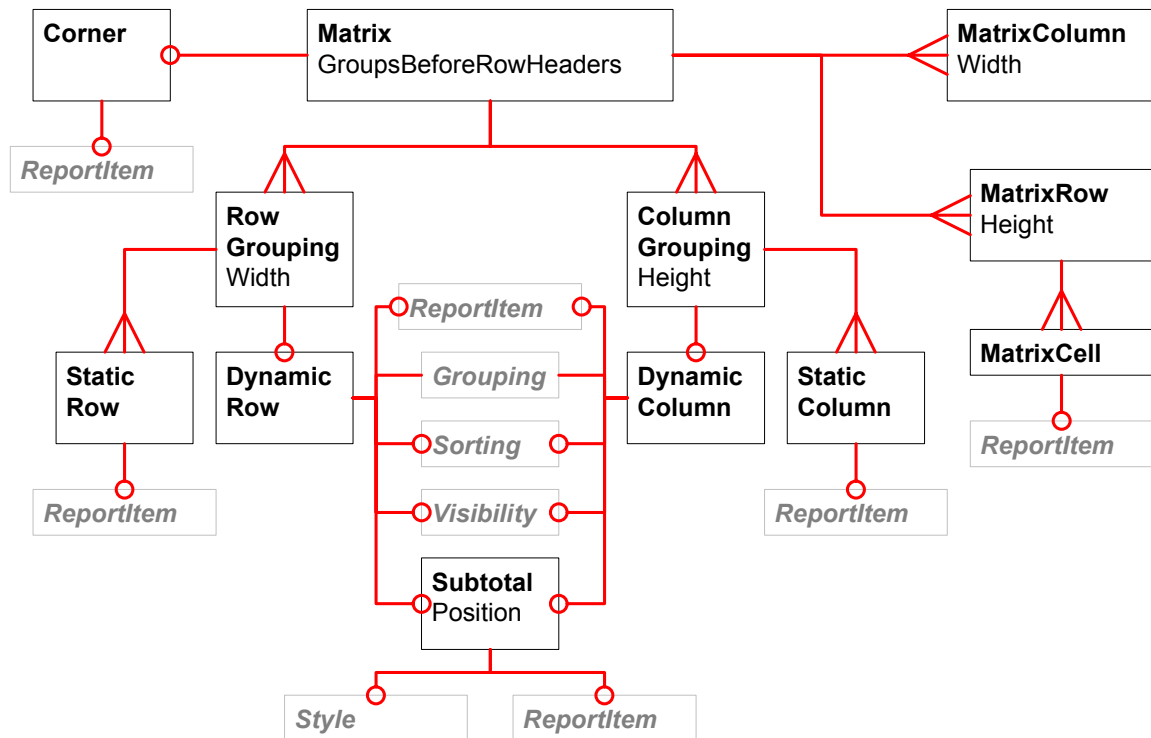 Corner
Matrix
GroupsBeforeRowHeaders
MatrixColumn
Width
ReportItem
Row
Grouping
Width
Column
Grouping
Height
MatrixRow
Height
ReportItem
Grouping
Sorting
Visibility
Static
Row
Dynamic
Row
Dynamic
Column
Static
Column
MatrixCell
ReportItem
ReportItem
ReportItem
Subtotal
Position
Style
ReportItem